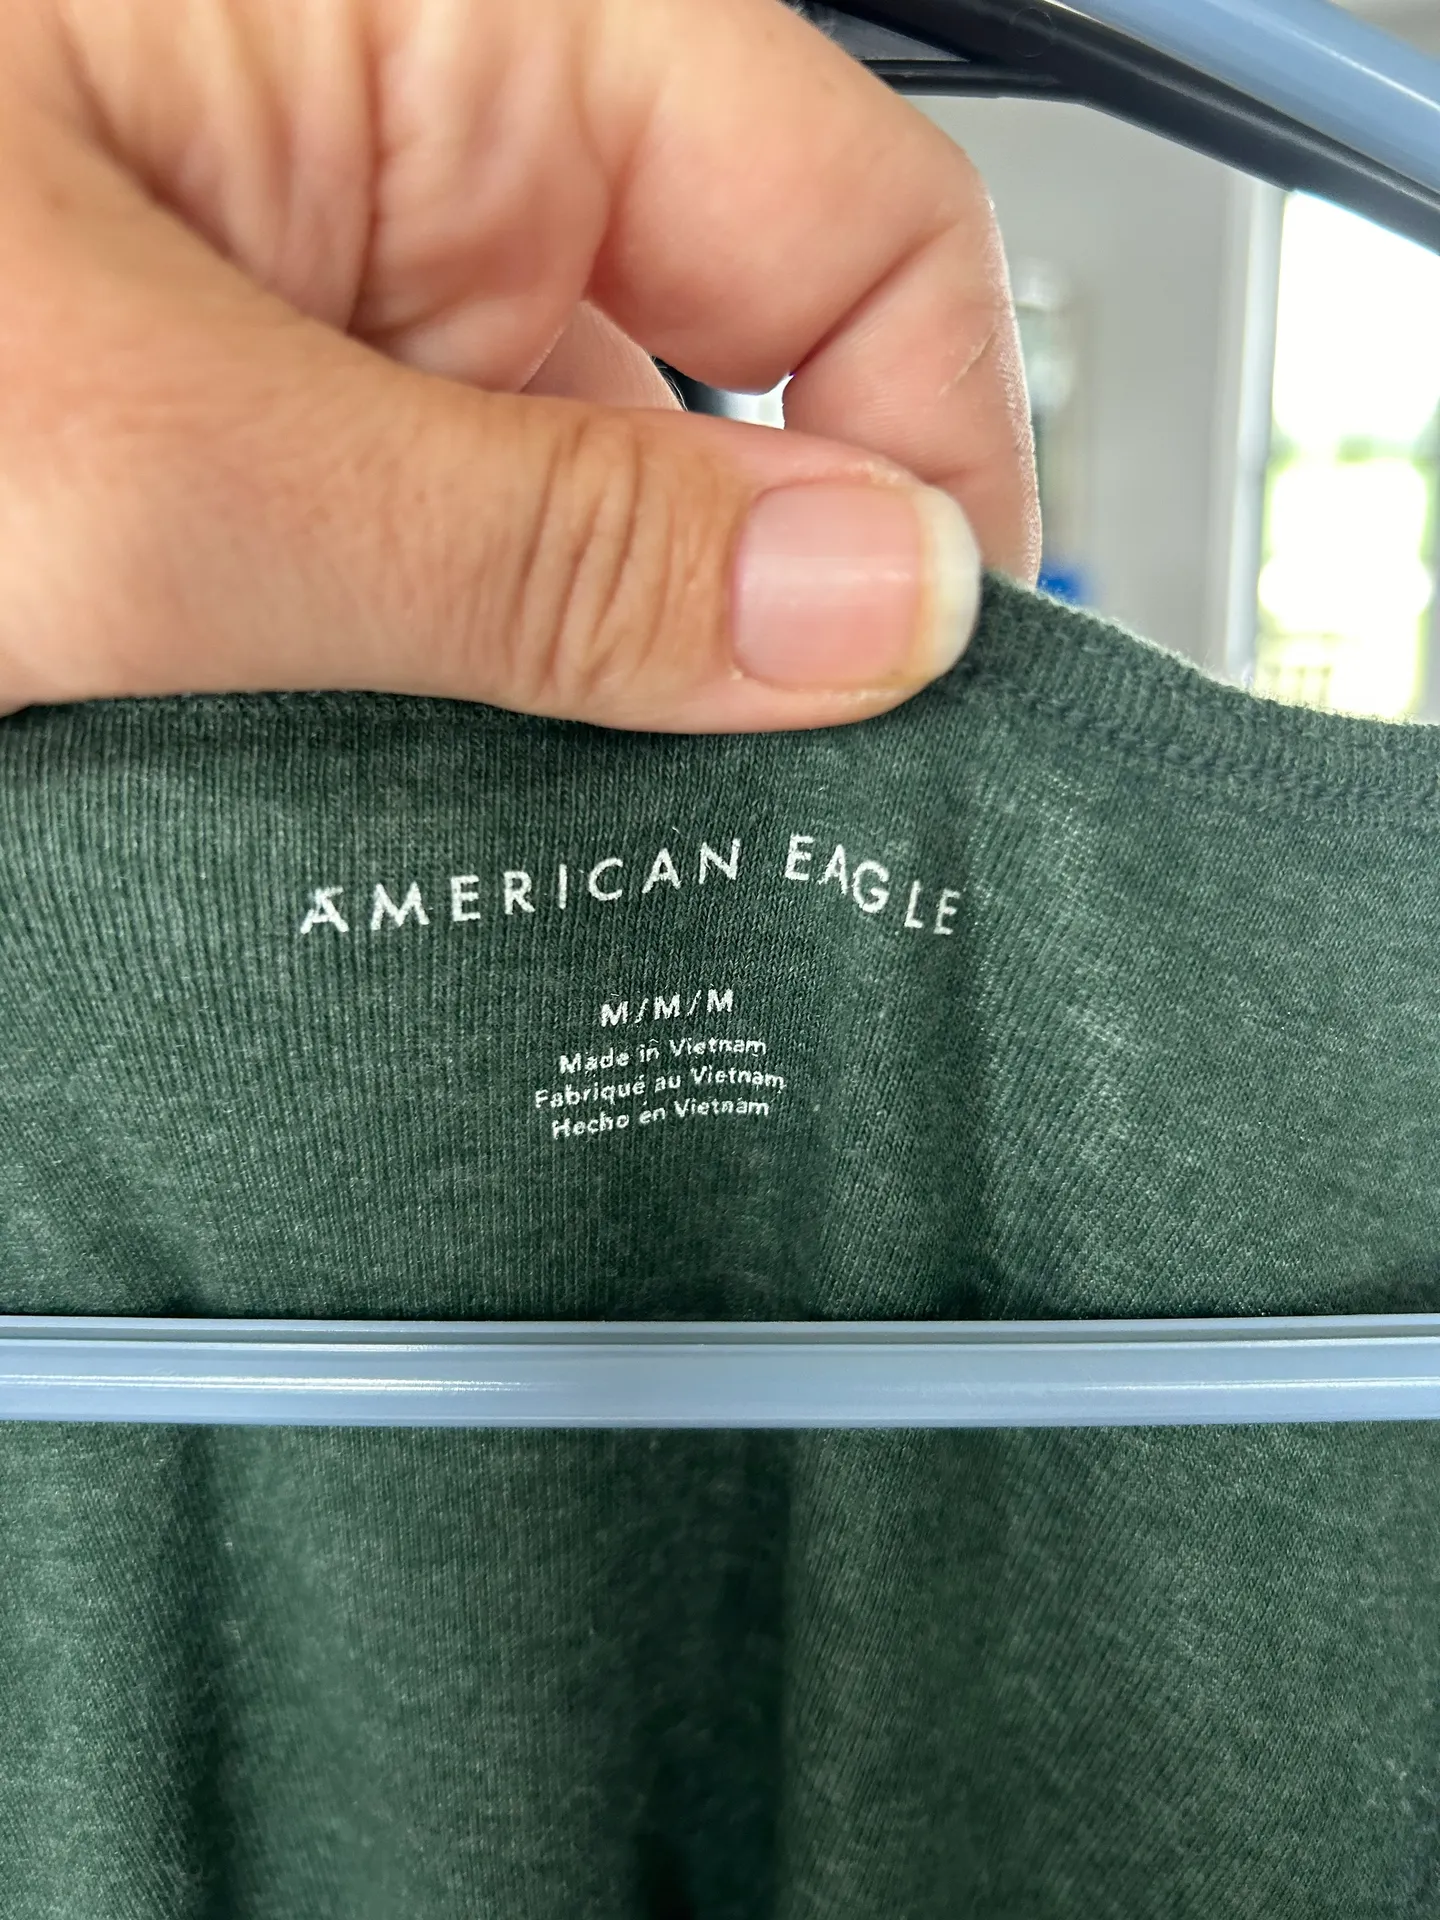 AMERICAN EAGLE
M/M/M
Made in Vietnam
Fabriqué au Vietnam
Hecho en Vietnam